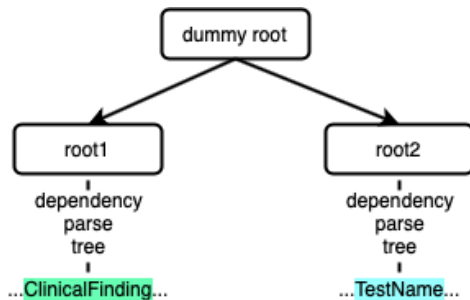 dummy root
root1
root2
dependency
parse
tree
dependency
parse
tree
...ClinicalFinding...
...TestName...